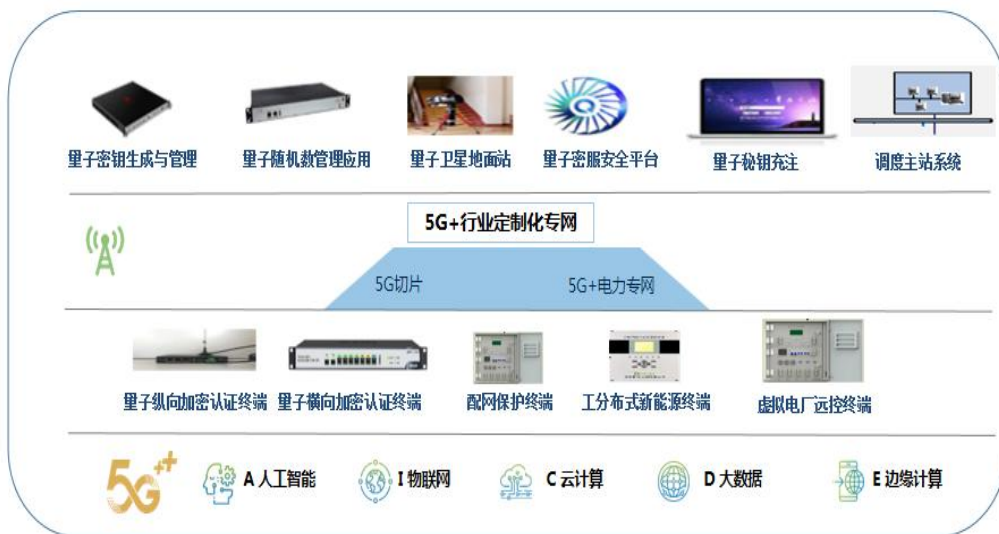 量子密钥生成与管理
量子随机数管理应用
量子卫星地面站
量子密服安全平台
量子秘钥充注
调度主站系统
5G+行业定制化专网
5G切片
5G+电力专网
量子纵向加密认证终端
量子横向加密认证终端
配网保护终端
工分布式新能源终端
虚拟电厂远控终端
5G++
A 人工智能
I 物联网
C 云计算
D 大数据
E 边缘计算